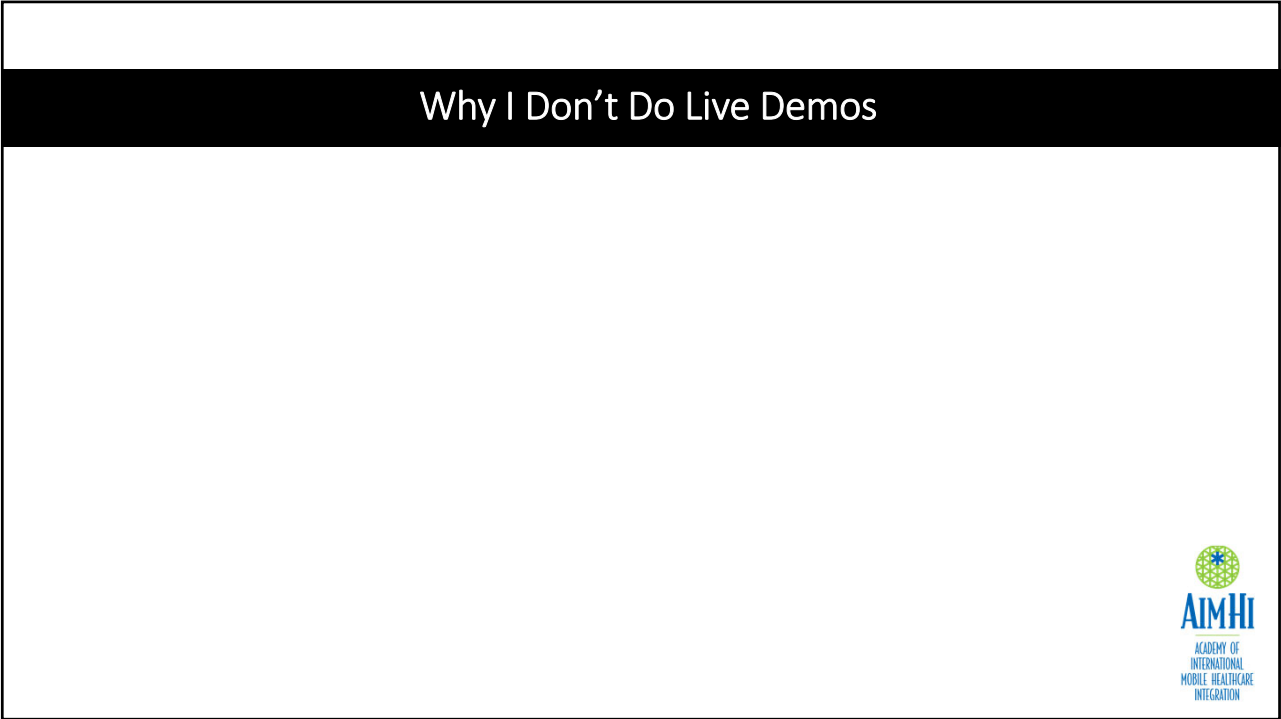 Why I Don’t Do Live Demos
AIMHI
ACADEMY OF
INTERNATIONAL
MOBILE HEALTHCARE
INTEGRATION